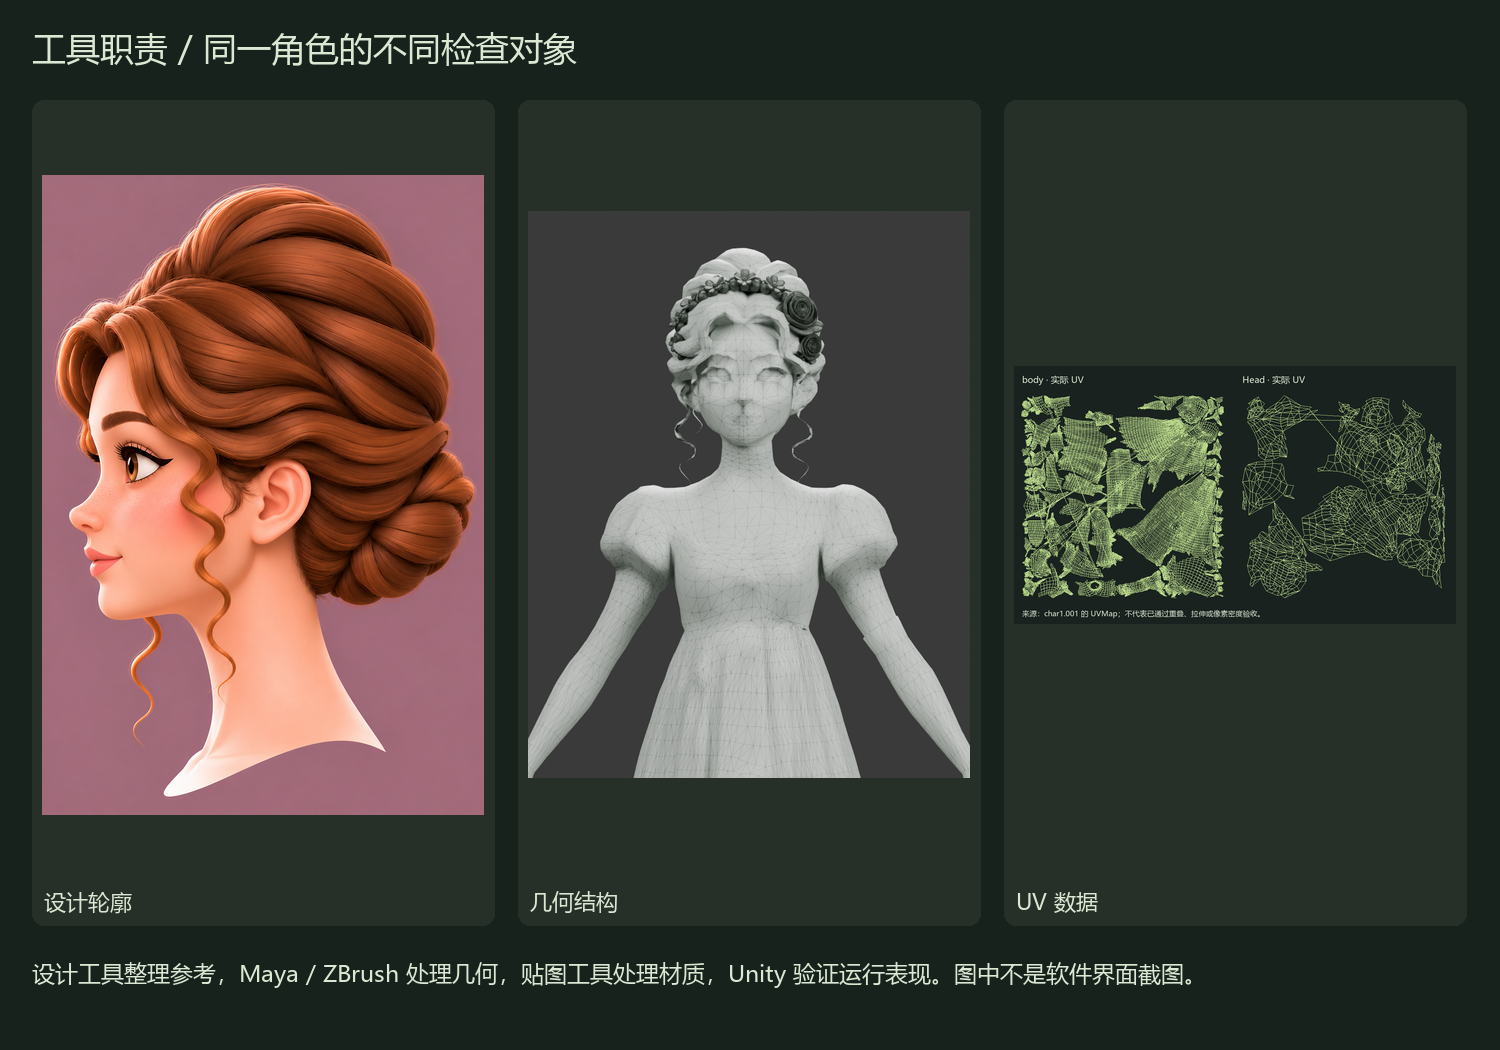 工具职责 / 同一角色的不同检查对象
body · 实际 UV
Head · 实际 UV
来源：char1.001 的 UVMap；不代表已通过重叠、拉伸或像素密度验收。
设计轮廓
几何结构
UV 数据
设计工具整理参考，Maya / ZBrush 处理几何，贴图工具处理材质，Unity 验证运行表现。图中不是软件界面截图。